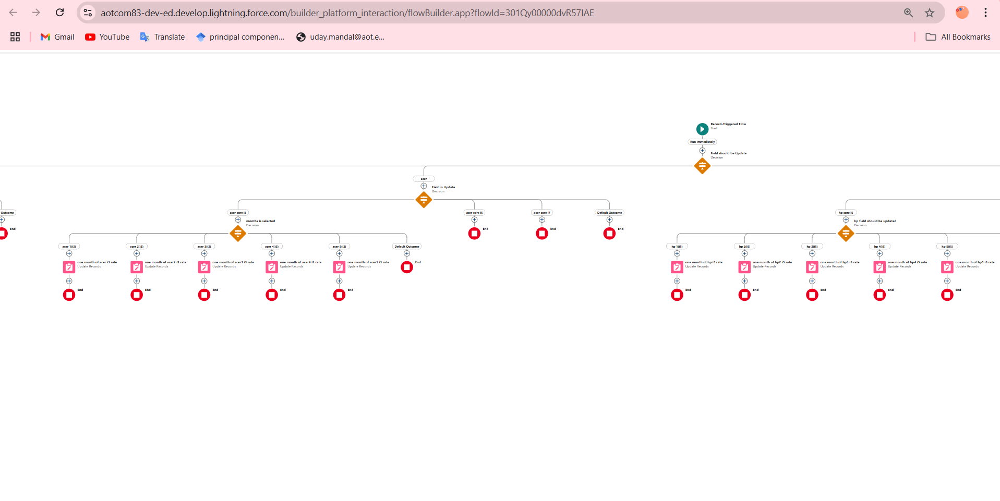 aotcom83-dev-ed.develop.lightning.force.com/builder_platform_interaction/flowBuilder.app?flowId=301Qy00000dvR57IAE
Gmail
YouTube
Translate
principal componen...
uday.mandal@aot.e...
All Bookmarks
Record-Triggered Flow
Start
Run Immediately
Field should be Update
Decision
acer
Field is Update
Decision
Outcome
End
acer core i3
acer core i5
acer core i7
Default Outcome
hp core i5
months is selected
Decision
End
End
End
hp field should be updated
Decision
acer 1(i3)
acer 2(i3)
acer 3(i3)
acer 4(i3)
acer 5(i3)
Default Outcome
hp 1(i5)
hp 2(i5)
hp 3(i5)
hp 4(i5)
hp 5(i5)
one month of acer i3 rate
Update Records
one month of acer2 i3 rate
Update Records
one month of acer3 i3 rate
Update Records
one month of acer4 i3 rate
Update Records
one month of acer5 i3 rate
Update Records
End
one month of hp i5 rate
Update Records
one month of hp2 i5 rate
Update Records
one month of hp3 i5 rate
Update Records
one month of hp4 i5 rate
Update Records
one month of hp5 i5 rate
Update Records
End
End
End
End
End
End
End
End
End
End